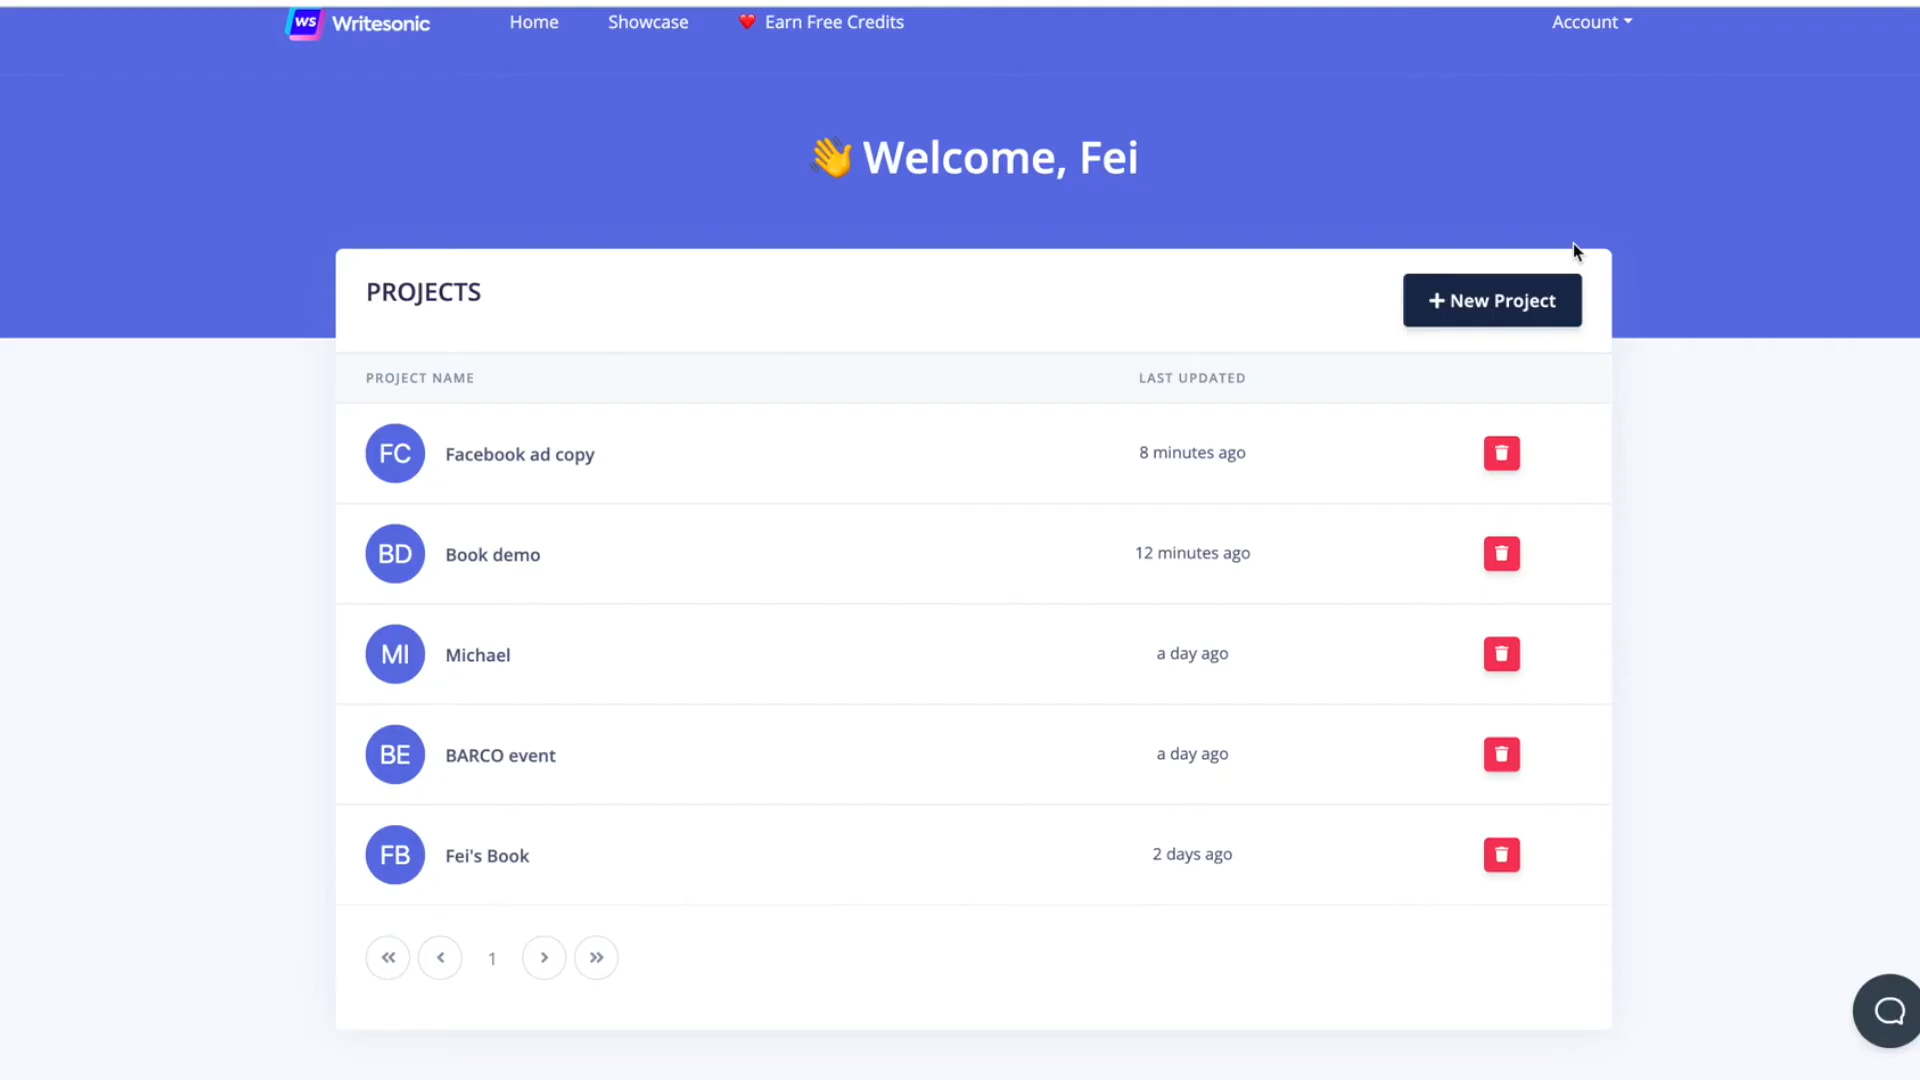 WS Writesonic Home Showcase Earn Free Credits Account
Welcome, Fei
PROJECTS
New Project
PROJECT NAME LAST UPDATED
FC Facebook ad copy 8 minutes ago
BD Book demo 12 minutes ago
MI Michael a day ago
BE BARCO event a day ago
FB Fei's Book 2 days ago
1